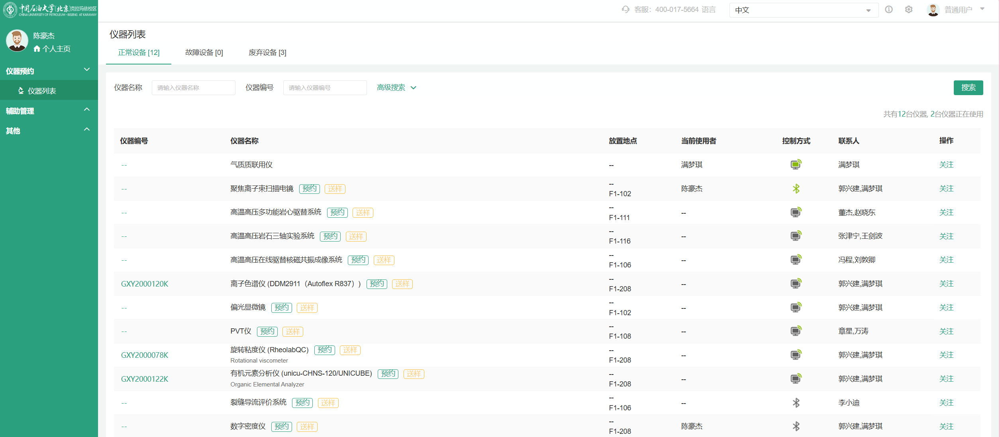 中国石油大学(北京)克拉玛依校区
CHINA UNIVERSITY OF PETROLEUM - BEIJING AT KARAMAY
客服：400-017-5664 语言
中文
普通用户
陈豪杰
个人主页
仪器预约
仪器列表
辅助管理
其他
仪器列表
正常设备 [12] 故障设备 [0] 废弃设备 [3]
仪器名称 请输入仪器名称 仪器编号 请输入仪器编号 高级搜索 搜索
共有12台仪器, 2台仪器正在使用
仪器编号 仪器名称 放置地点 当前使用者 控制方式 联系人 操作
-- 气质质联用仪 -- 满梦琪 满梦琪 关注
-- 聚焦离子束扫描电镜 预约 送样 -- 陈豪杰 郭兴建,满梦琪 关注
F1-102
-- 高温高压多功能岩心驱替系统 预约 送样 -- -- 董杰,赵晓东 关注
F1-111
-- 高温高压岩石三轴实验系统 预约 送样 -- -- 张津宁,王剑波 关注
F1-116
-- 高温高压在线驱替核磁共振成像系统 预约 送样 -- -- 冯程,刘敦卿 关注
F1-106
GXY2000120K 离子色谱仪 (DDM2911（Autoflex R837）) 预约 送样 -- -- 郭兴建,满梦琪 关注
F1-208
-- 偏光显微镜 预约 送样 -- -- 郭兴建,满梦琪 关注
F1-102
-- PVT仪 预约 送样 -- -- 章星,万涛 关注
F1-108
GXY2000078K 旋转粘度仪 (RheolabQC) 预约 送样 -- -- 郭兴建,满梦琪 关注
Rotational viscometer F1-208
GXY2000122K 有机元素分析仪 (unicu-CHNS-120/UNICUBE) 预约 送样 -- -- 郭兴建,满梦琪 关注
Organic Elemental Analyzer F1-208
-- 裂缝导流评价系统 预约 送样 -- -- 李小迪 关注
F1-106
-- 数字密度仪 预约 送样 -- 陈豪杰 郭兴建,满梦琪 关注
F1-208